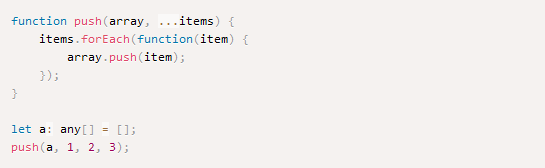 function push(array, ...items) {
    items.forEach(function(item) {
        array.push(item);
    });
}

let a: any[] = [];
push(a, 1, 2, 3);